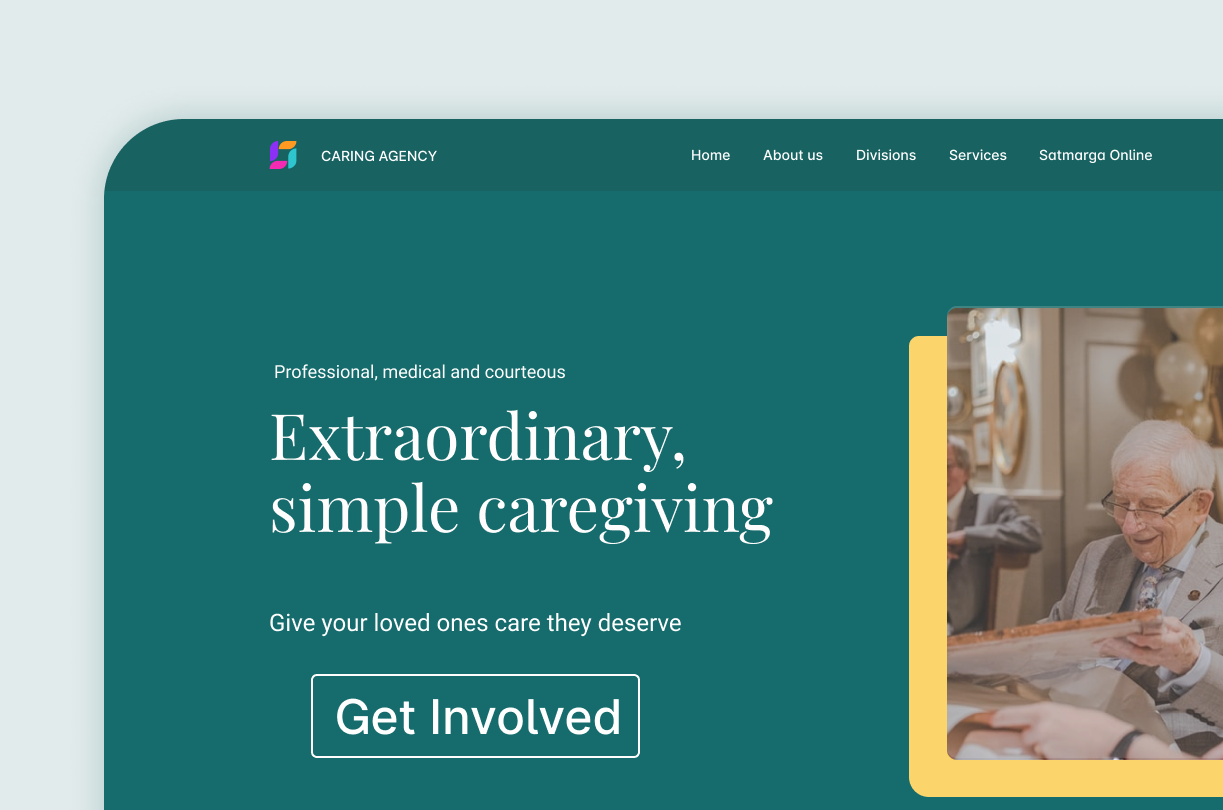 CARING AGENCY
Home About us Divisions Services Satmarga Online
Professional, medical and courteous
Extraordinary,
simple caregiving
Give your loved ones care they deserve
Get Involved